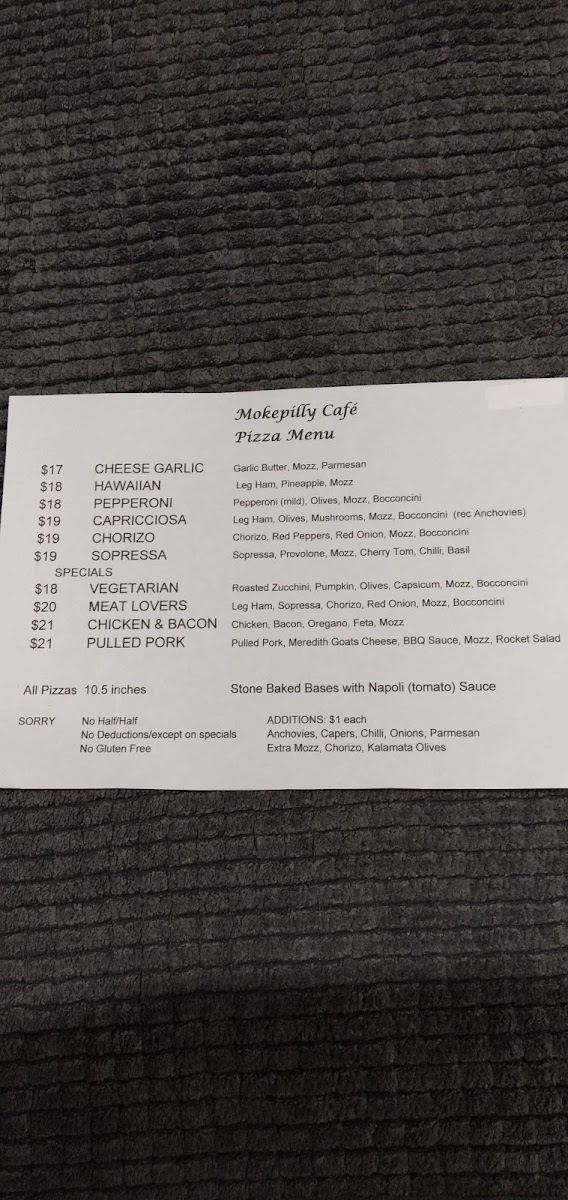 Mokepilly Café
Pizza Menu
$17 CHEESE GARLIC Garlic Butter, Mozz, Parmesan
$18 HAWAIIAN Leg Ham, Pineapple, Mozz
$18 PEPPERONI Pepperoni (mild), Olives, Mozz, Bocconcini
$19 CAPRICCIOSA Leg Ham, Olives, Mushrooms, Mozz, Bocconcini (rec Anchovies)
$19 CHORIZO Chorizo, Red Peppers, Red Onion, Mozz, Bocconcini
$19 SOPRESSA Sopressa, Provolone, Mozz, Cherry Tom, Chilli, Basil
SPECIALS
$18 VEGETARIAN Roasted Zucchini, Pumpkin, Olives, Capsicum, Mozz, Bocconcini
$20 MEAT LOVERS Leg Ham, Sopressa, Chorizo, Red Onion, Mozz, Bocconcini
$21 CHICKEN & BACON Chicken, Bacon, Oregano, Feta, Mozz
$21 PULLED PORK Pulled Pork, Meredith Goats Cheese, BBQ Sauce, Mozz, Rocket Salad
All Pizzas 10.5 inches Stone Baked Bases with Napoli (tomato) Sauce
SORRY No Half/Half ADDITIONS: $1 each
No Deductions/except on specials Anchovies, Capers, Chilli, Onions, Parmesan
No Gluten Free Extra Mozz, Chorizo, Kalamata Olives